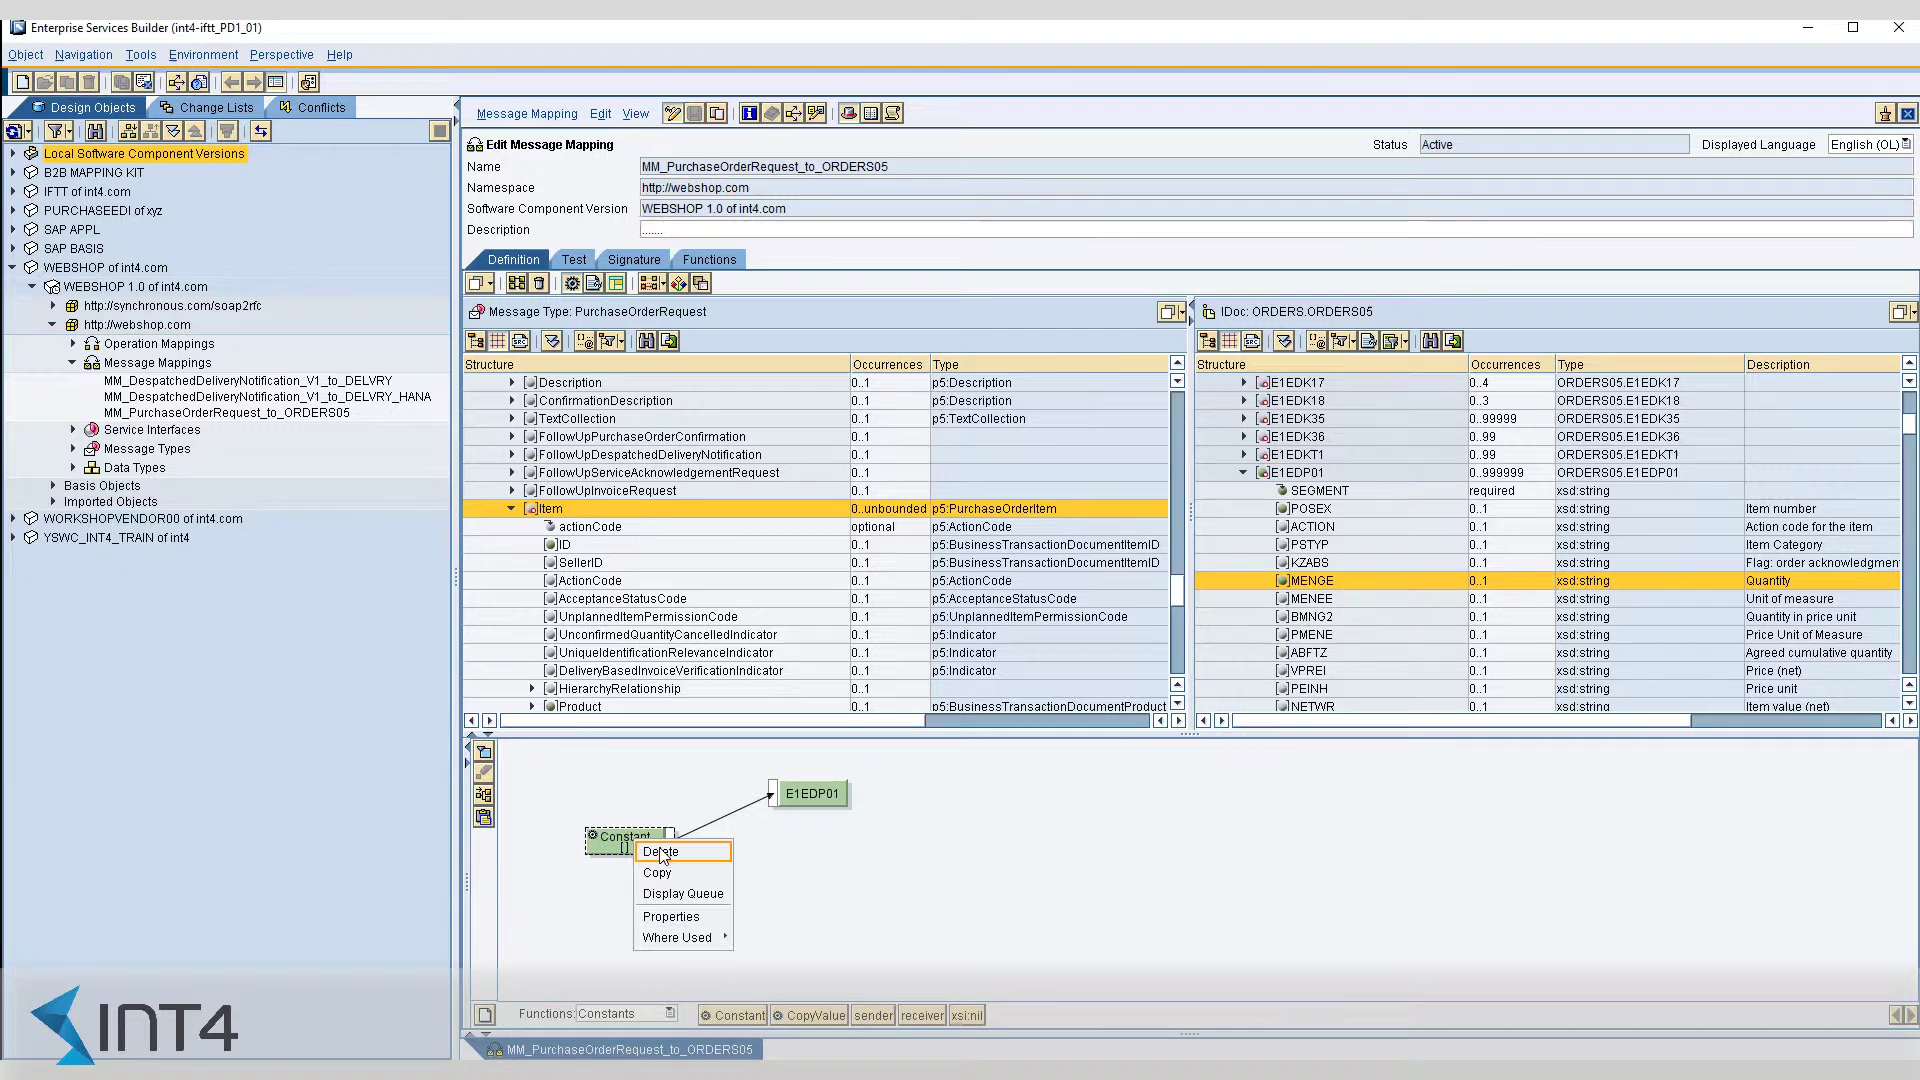 Enterprise Services Builder (int4-iftt_PD1_01)
Object Navigation Tools Environment Perspective Help
Design Objects Change Lists Conflicts
Local Software Component Versions
B2B MAPPING KIT
IFTT of int4.com
PURCHASEEDI of xyz
SAP APPL
SAP BASIS
WEBSHOP of int4.com
WEBSHOP 1.0 of int4.com
http://synchronous.com/soap2rfc
http://webshop.com
Operation Mappings
Message Mappings
MM_DespatchedDeliveryNotification_V1_to_DELVRY
MM_DespatchedDeliveryNotification_V1_to_DELVRY_HANA
MM_PurchaseOrderRequest_to_ORDERS05
Service Interfaces
Message Types
Data Types
Basis Objects
Imported Objects
WORKSHOPVENDOR00 of int4.com
YSWC_INT4_TRAIN of int4
Message Mapping Edit View
Edit Message Mapping
Status Active Displayed Language English (OL)
Name MM_PurchaseOrderRequest_to_ORDERS05
Namespace http://webshop.com
Software Component Version WEBSHOP 1.0 of int4.com
Description .......
Definition Test Signature Functions
Message Type: PurchaseOrderRequest
Structure Occurrences Type
Description 0..1 p5:Description
ConfirmationDescription 0..1 p5:Description
TextCollection 0..1 p5:TextCollection
FollowUpPurchaseOrderConfirmation 0..1
FollowUpDespatchedDeliveryNotification 0..1
FollowUpServiceAcknowledgementRequest 0..1
FollowUpInvoiceRequest 0..1
Item 0..unbounded p5:PurchaseOrderItem
actionCode optional p5:ActionCode
ID 0..1 p5:BusinessTransactionDocumentItemID
SellerID 0..1 p5:BusinessTransactionDocumentItemID
ActionCode 0..1 p5:ActionCode
AcceptanceStatusCode 0..1 p5:AcceptanceStatusCode
UnplannedItemPermissionCode 0..1 p5:UnplannedItemPermissionCode
UnconfirmedQuantityCancelledIndicator 0..1 p5:Indicator
UniqueIdentificationRelevanceIndicator 0..1 p5:Indicator
DeliveryBasedInvoiceVerificationIndicator 0..1 p5:Indicator
HierarchyRelationship 0..1
Product 0..1 p5:BusinessTransactionDocumentProduct
IDoc: ORDERS.ORDERS05
Structure Occurrences Type Description
E1EDK17 0..4 ORDERS05.E1EDK17
E1EDK18 0..3 ORDERS05.E1EDK18
E1EDK35 0..99999 ORDERS05.E1EDK35
E1EDK36 0..99 ORDERS05.E1EDK36
E1EDKT1 0..99 ORDERS05.E1EDKT1
E1EDP01 0..999999 ORDERS05.E1EDP01
SEGMENT required xsd:string
POSEX 0..1 xsd:string Item number
ACTION 0..1 xsd:string Action code for the item
PSTYP 0..1 xsd:string Item Category
KZABS 0..1 xsd:string Flag: order acknowledgmen
MENGE 0..1 xsd:string Quantity
MENEE 0..1 xsd:string Unit of measure
BMNG2 0..1 xsd:string Quantity in price unit
PMENE 0..1 xsd:string Price Unit of Measure
ABFTZ 0..1 xsd:string Agreed cumulative quantity
VPREI 0..1 xsd:string Price (net)
PEINH 0..1 xsd:string Price unit
NETWR 0..1 xsd:string Item value (net)
E1EDP01
Constant
[]
Delete
Copy
Display Queue
Properties
Where Used
Functions: Constants Constant CopyValue sender receiver xsi:nil
MM_PurchaseOrderRequest_to_ORDERS05
INT4